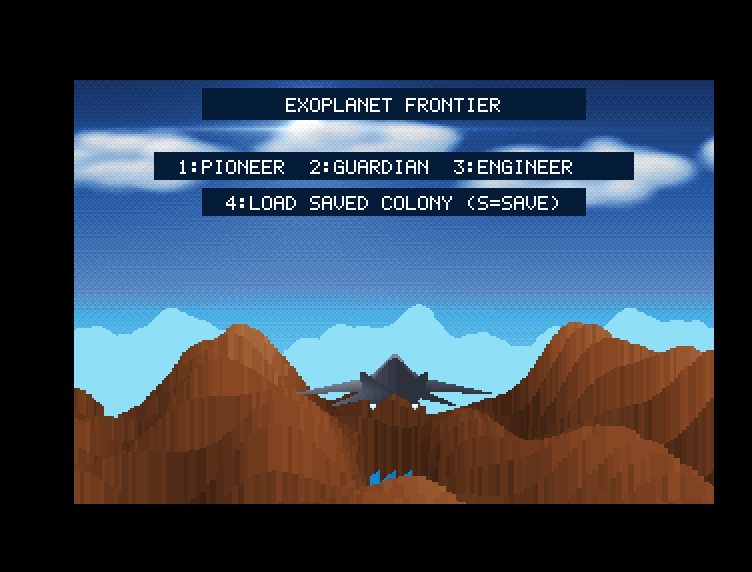 EXOPLANET FRONTIER
1:PIONEER 2:GUARDIAN 3:ENGINEER
4:LOAD SAVED COLONY (S=SAVE)